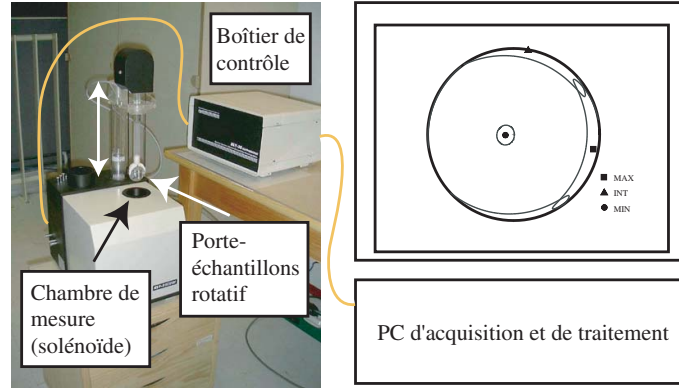 Boîtier de
contrôle
Porte-
échantillons
rotatif
Chambre de
mesure
(solénoïde)
MAX
INT
MIN
PC d'acquisition et de traitement